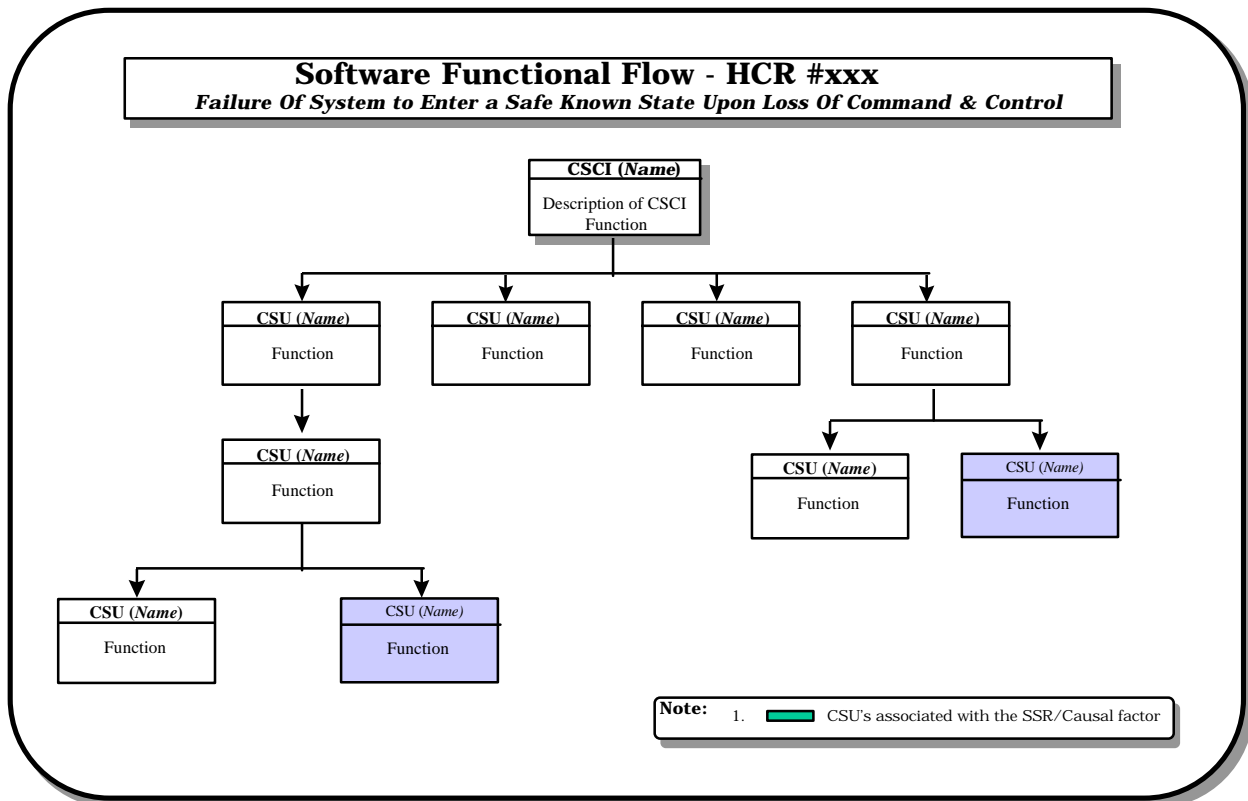 Software Functional Flow - HCR #xxx
Failure Of System to Enter a Safe Known State Upon Loss Of Command & Control
CSCI (Name)
Description of CSCI
Function
CSU (Name)
Function
CSU (Name)
Function
CSU (Name)
Function
CSU (Name)
Function
CSU (Name)
Function
CSU (Name)
Function
CSU (Name)
Function
CSU (Name)
Function
CSU (Name)
Function
Note: 1. CSU's associated with the SSR/Causal factor